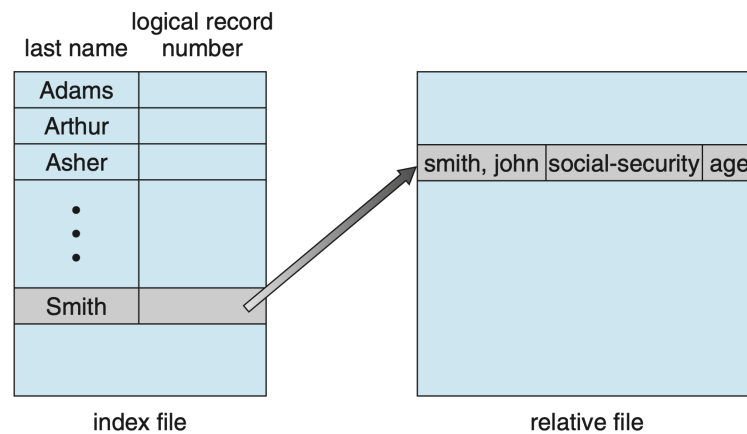 last name
logical record
number
Adams
Arthur
Asher
Smith
index file
smith, john
social-security
age
relative file